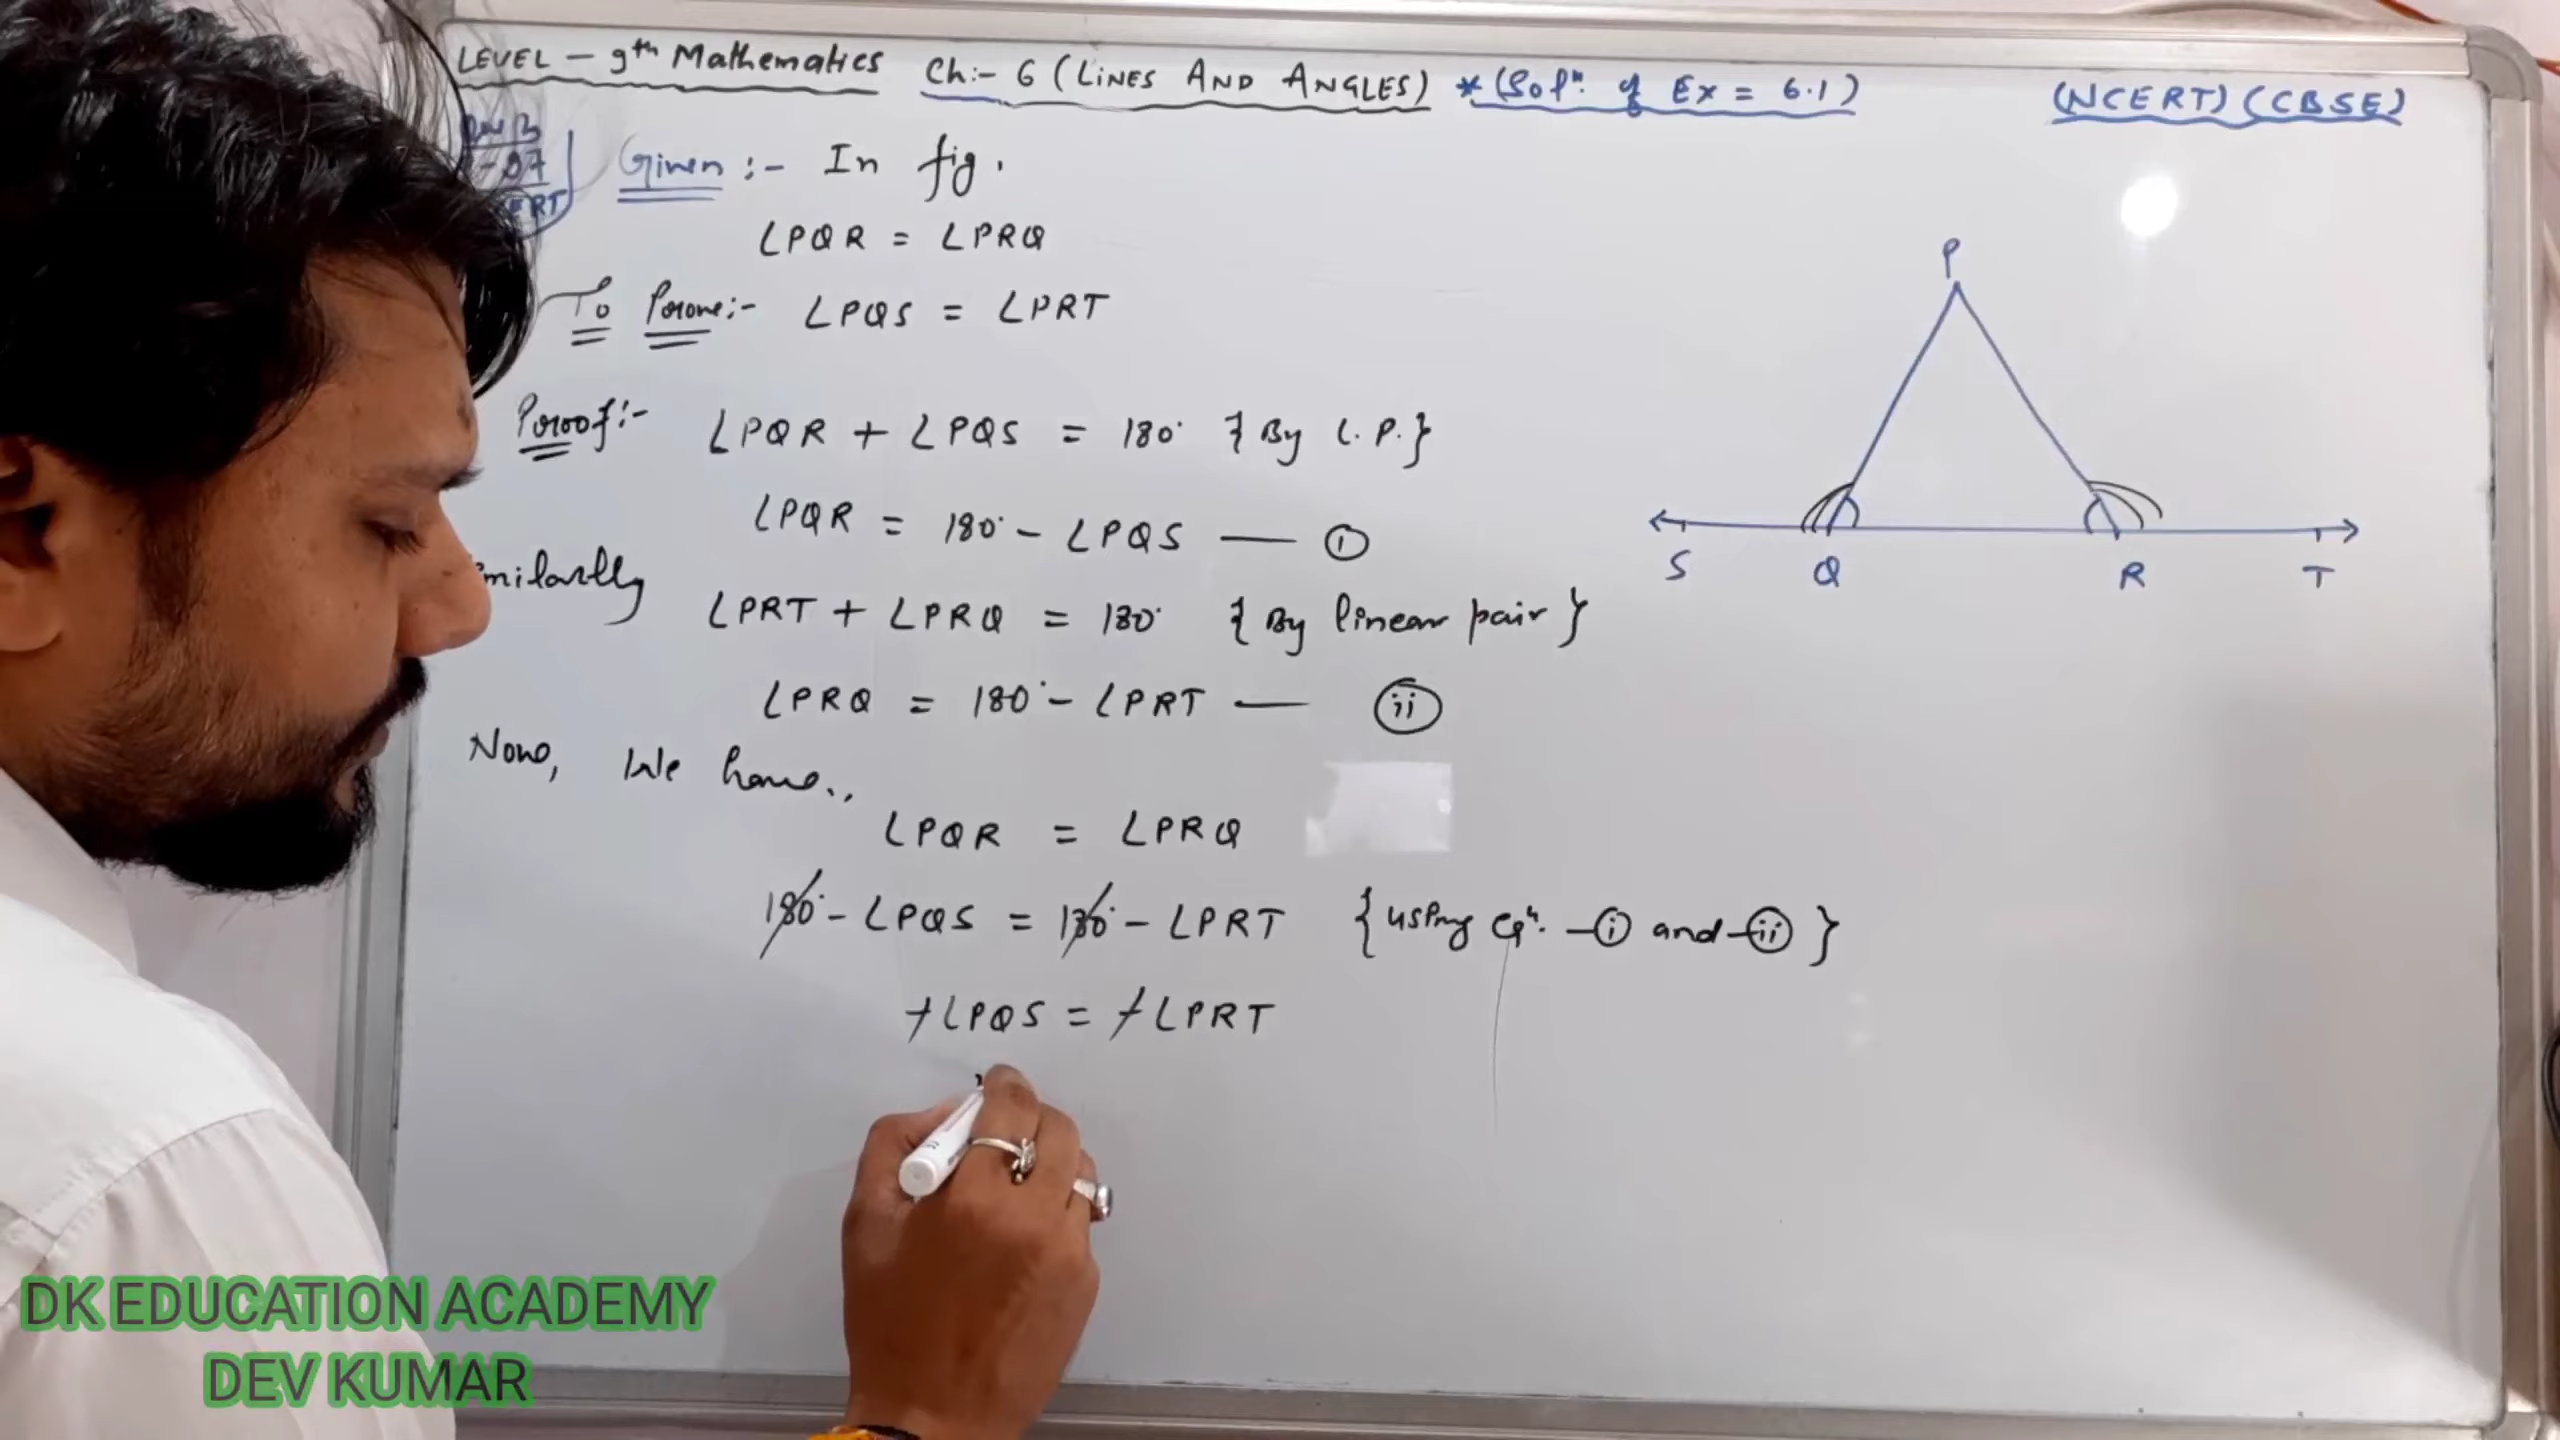 LEVEL - 9th Mathematics Ch:- 6 (LINES AND ANGLES) * (Solⁿ. of Ex = 6.1) (NCERT) (CBSE)
Given :- In fig.
∠PQR = ∠PRQ
To Prove:- ∠PQS = ∠PRT
Proof:- ∠PQR + ∠PQS = 180° {By L.P.}
∠PQR = 180° - ∠PQS — (i)
∠PRT + ∠PRQ = 180° {By linear pair}
∠PRQ = 180° - ∠PRT — (ii)
Now, We have..
∠PQR = ∠PRQ
180° - ∠PQS = 180° - ∠PRT {using eqⁿ. -(i) and -(ii)}
-∠PQS = -∠PRT
P
S Q R T
DK EDUCATION ACADEMY
DEV KUMAR